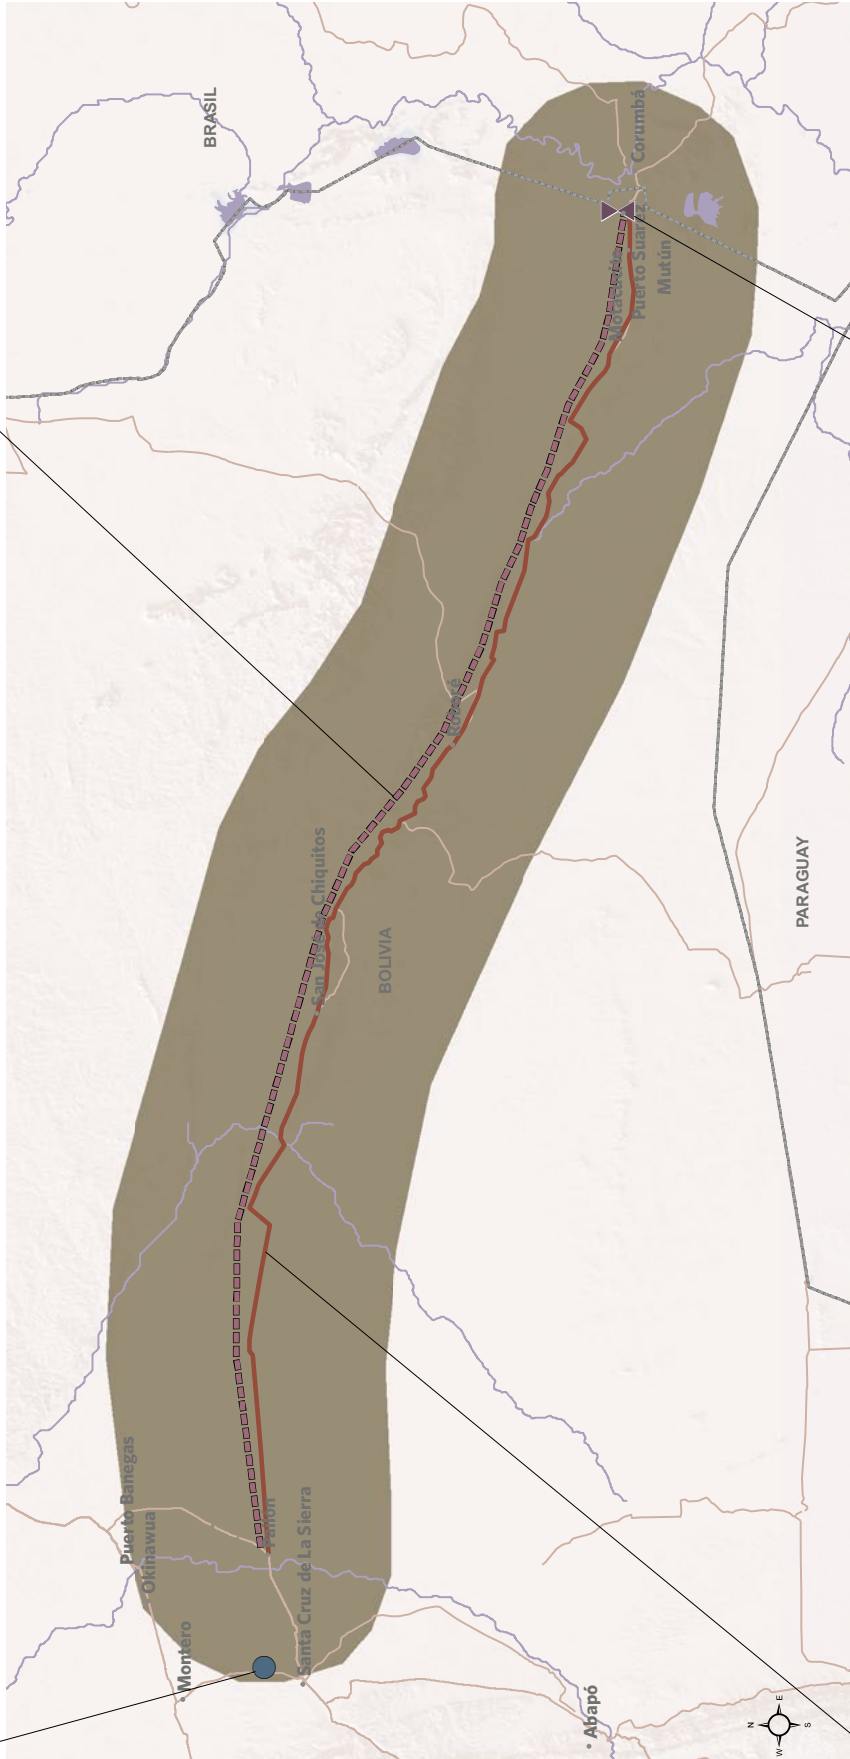 BRASIL
Corumbá
Puerto Suarez
Mutún
Motacucito
Roboré
San José de Chiquitos
BOLIVIA
PARAGUAY
Puerto Banegas
Okinawua
Pailón
Santa Cruz de La Sierra
Montero
Abapó
N
E
S
W